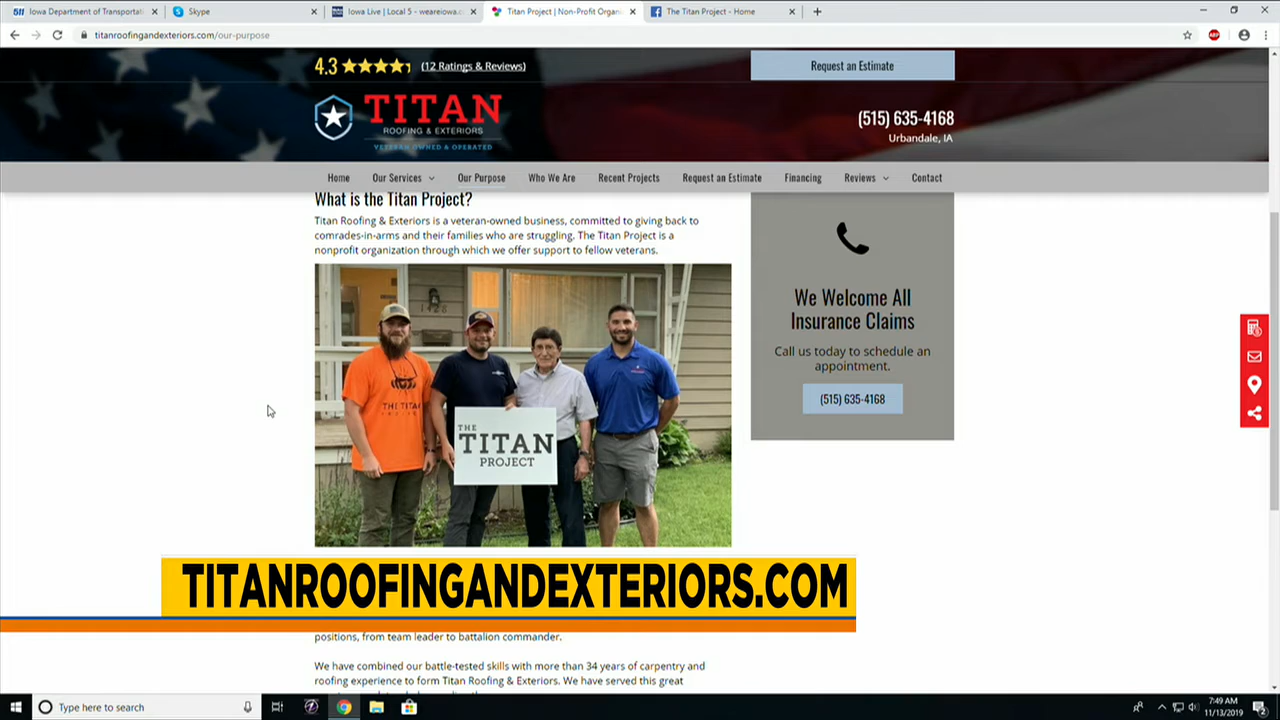 511 Iowa Department of Transportati
Skype
Iowa Live | Local 5 - weareiowa.c
Titan Project | Non-Profit Organi
The Titan Project - Home
titanroofingandexteriors.com/our-purpose
ABP
4.3
(12 Ratings & Reviews)
Request an Estimate
TITAN
ROOFING & EXTERIORS
VETERAN OWNED & OPERATED
(515) 635-4168
Urbandale, IA
Home Our Services Our Purpose Who We Are Recent Projects Request an Estimate Financing Reviews Contact
What is the Titan Project?
Titan Roofing & Exteriors is a veteran-owned business, committed to giving back to
comrades-in-arms and their families who are struggling. The Titan Project is a
nonprofit organization through which we offer support to fellow veterans.
We Welcome All
Insurance Claims
Call us today to schedule an
appointment.
(515) 635-4168
THE TITAN
THE
TITAN
PROJECT
TITANROOFINGANDEXTERIORS.COM
positions, from team leader to battalion commander.
We have combined our battle-tested skills with more than 34 years of carpentry and
roofing experience to form Titan Roofing & Exteriors. We have served this great
Type here to search
7:49 AM
11/13/2019
2